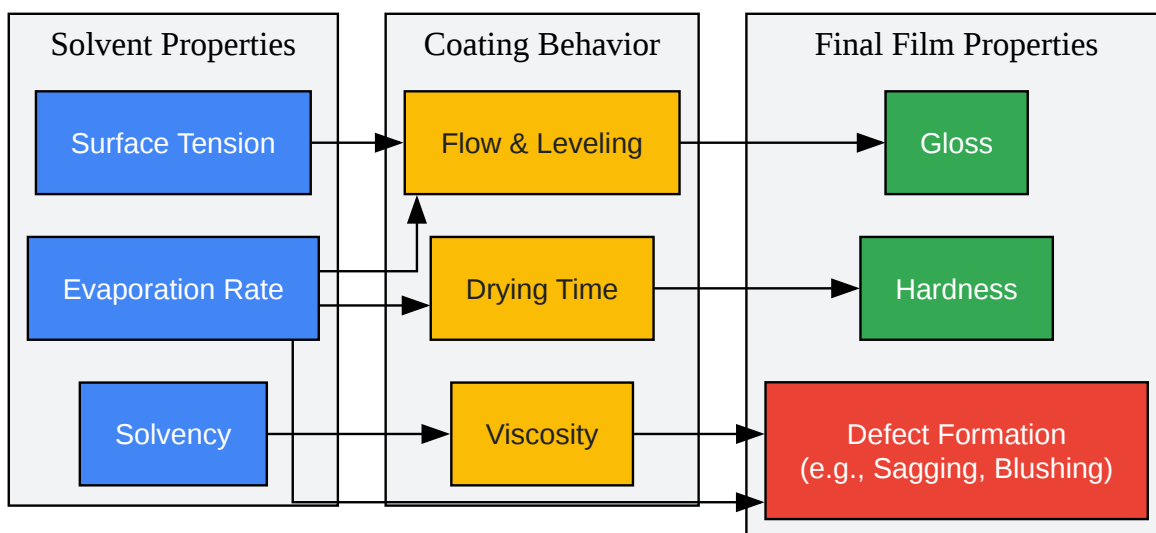 Solvent Properties
Surface Tension
Evaporation Rate
Solvency
Coating Behavior
Flow & Leveling
Drying Time
Viscosity
Final Film Properties
Gloss
Hardness
Defect Formation
(e.g., Sagging, Blushing)